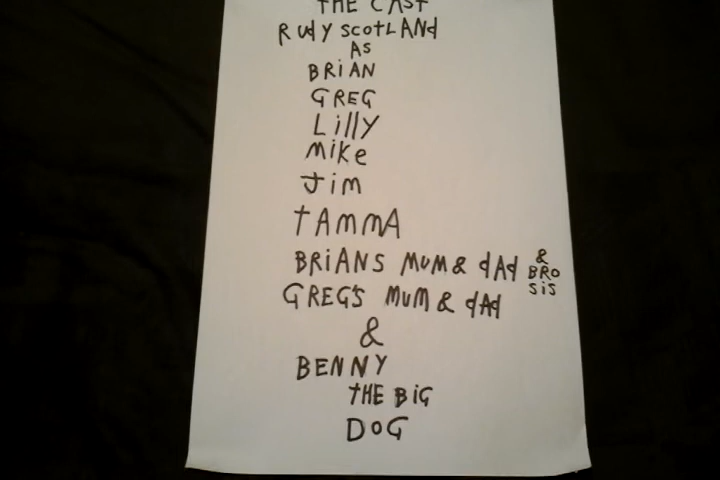 THE CAST
RudY scotLANd
AS
BRiAN
GREG
LillY
Mike
Jim
tAmmA
BRiANS MuM & dAd & BRO SiS
GREG'S MuM & dAd
&
BENNY
tHE BiG
DOG